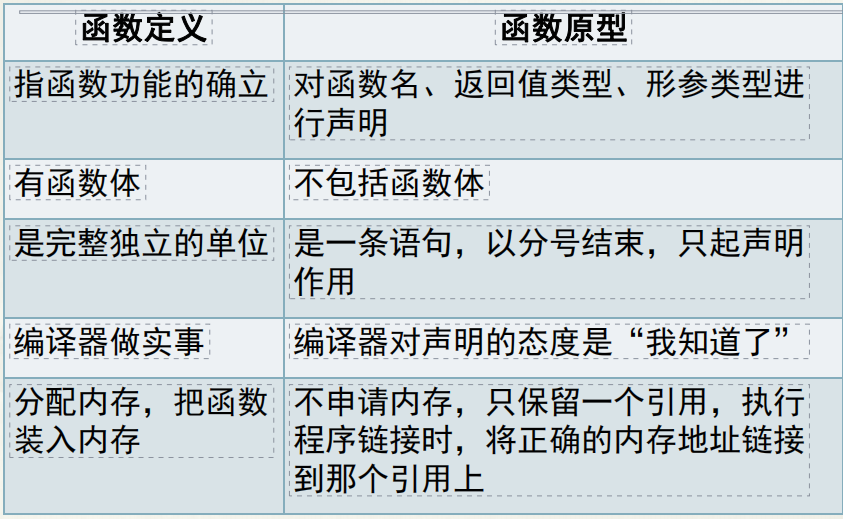 函数定义
函数原型
指函数功能的确立
对函数名、返回值类型、形参类型进
行声明
有函数体
不包括函数体
是完整独立的单位
是一条语句，以分号结束，只起声明
作用
编译器做实事
编译器对声明的态度是“我知道了”
分配内存，把函数
装入内存
不申请内存，只保留一个引用，执行
程序链接时，将正确的内存地址链接
到那个引用上